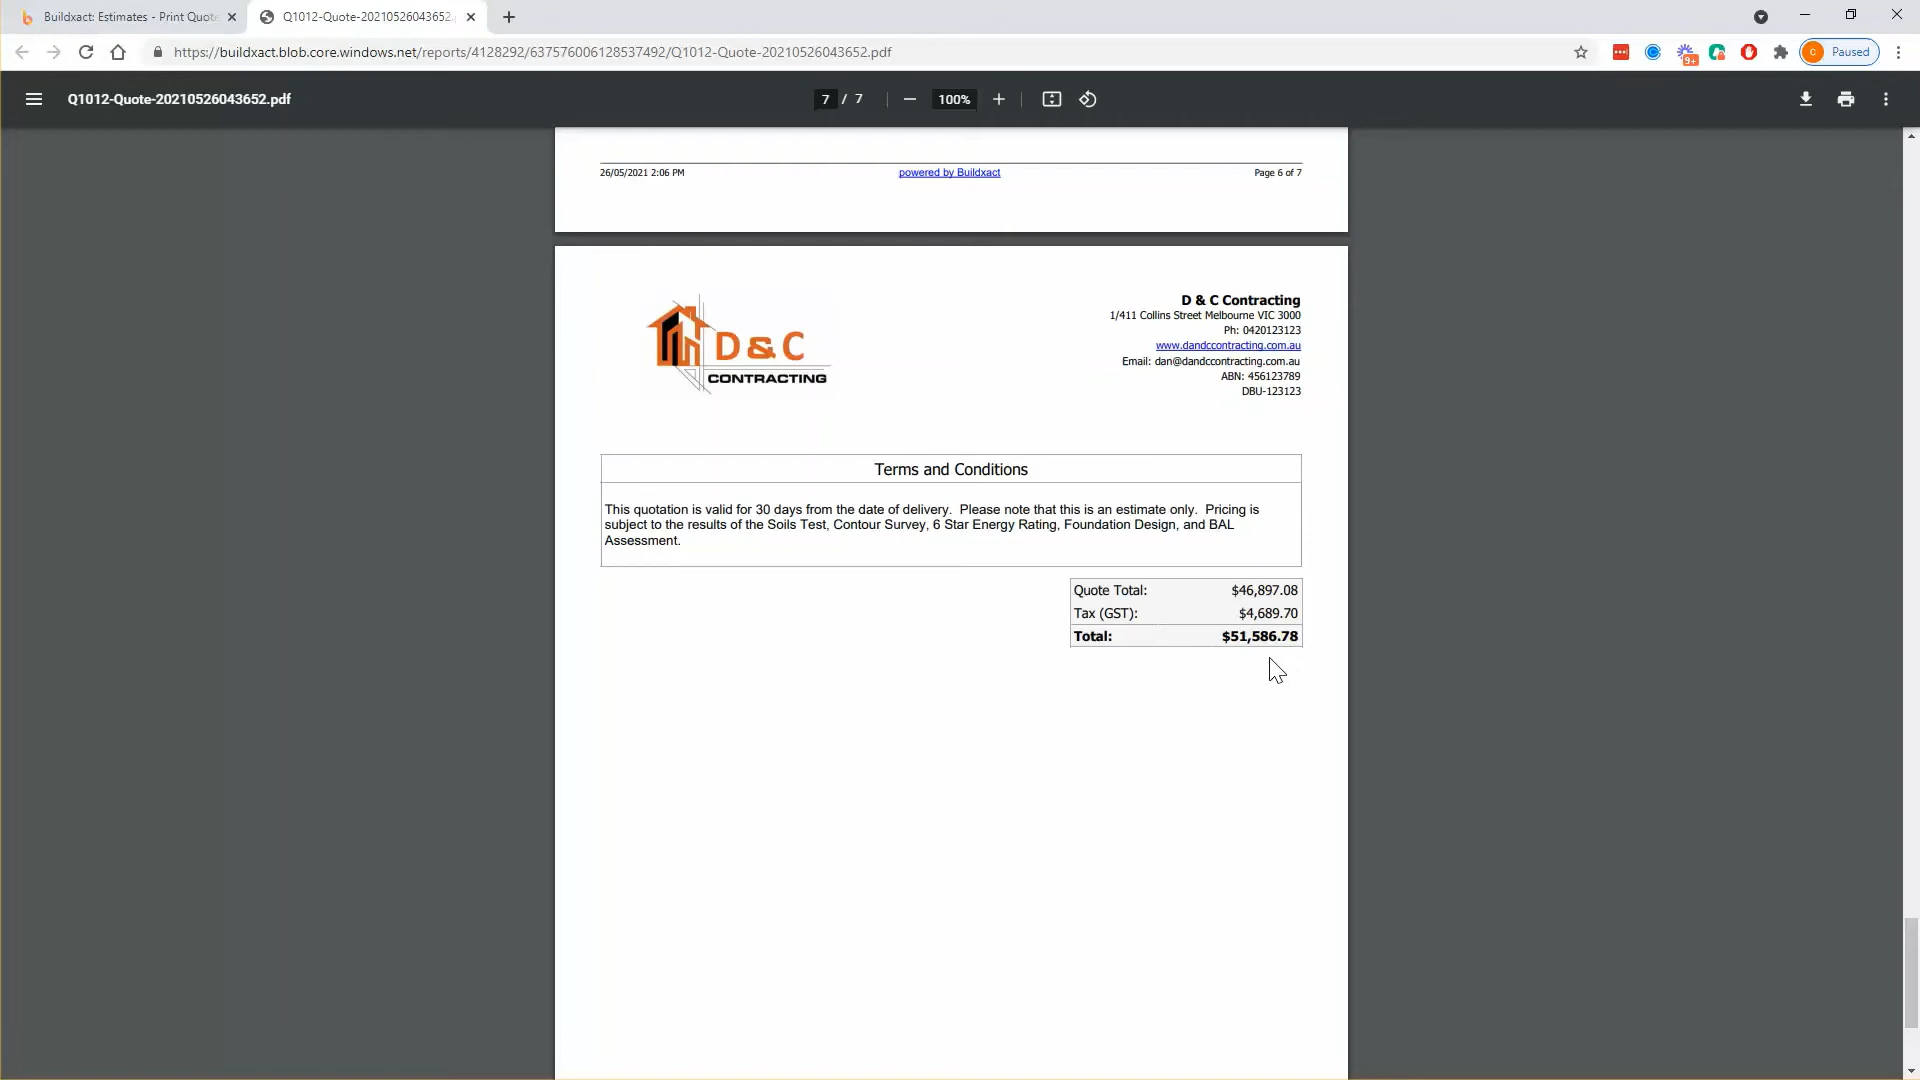 Buildxact: Estimates - Print Quote
Q1012-Quote-20210526043652.
https://buildxact.blob.core.windows.net/reports/4128292/637576006128537492/Q1012-Quote-20210526043652.pdf
9+
C Paused
Q1012-Quote-20210526043652.pdf
7 / 7
100%
26/05/2021 2:06 PM
powered by Buildxact
Page 6 of 7
D & C
CONTRACTING
D & C Contracting
1/411 Collins Street Melbourne VIC 3000
Ph: 0420123123
www.dandccontracting.com.au
Email: dan@dandccontracting.com.au
ABN: 456123789
DBU-123123
Terms and Conditions
This quotation is valid for 30 days from the date of delivery. Please note that this is an estimate only. Pricing is
subject to the results of the Soils Test, Contour Survey, 6 Star Energy Rating, Foundation Design, and BAL
Assessment.
Quote Total: $46,897.08
Tax (GST): $4,689.70
Total: $51,586.78